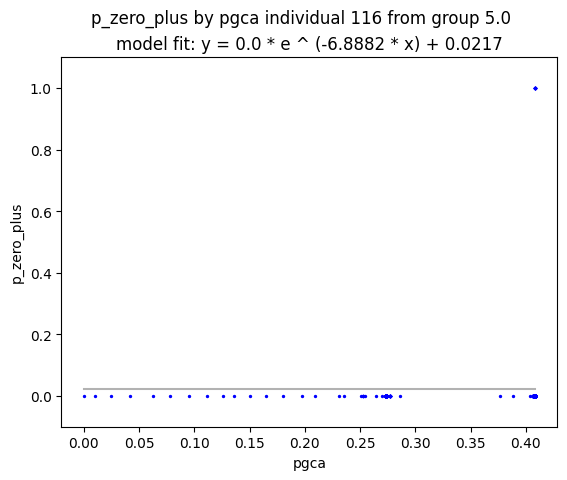 p_zero_plus by pgca individual 116 from group 5.0
model fit: y = 0.0 * e ^ (-6.8882 * x) + 0.0217
1.0
0.8
0.6
0.4
0.2
0.0
p_zero_plus
0.00 0.05 0.10 0.15 0.20 0.25 0.30 0.35 0.40
pgca